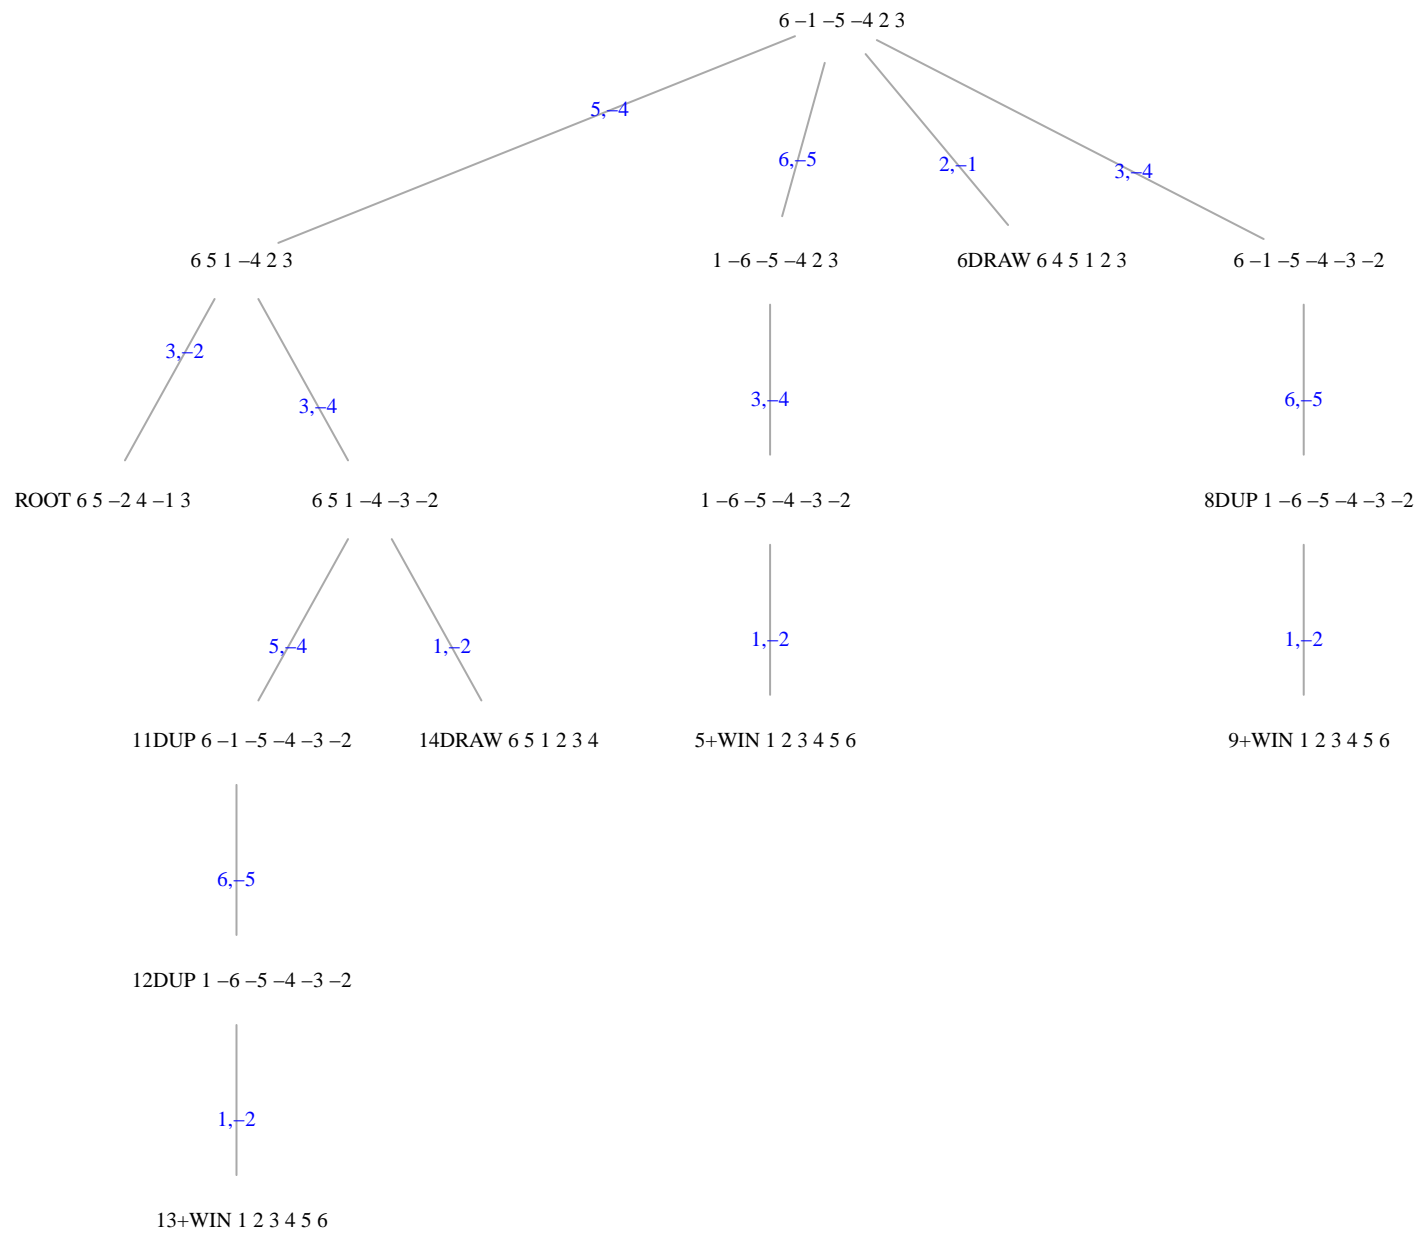 6 –1 –5 –4 2 3
5,–4
6,–5
2,–1
3,–4
6 5 1 –4 2 3
1 –6 –5 –4 2 3
6DRAW 6 4 5 1 2 3
6 –1 –5 –4 –3 –2
3,–2
3,–4
3,–4
6,–5
ROOT 6 5 –2 4 –1 3
6 5 1 –4 –3 –2
1 –6 –5 –4 –3 –2
8DUP 1 –6 –5 –4 –3 –2
5,–4
1,–2
1,–2
1,–2
11DUP 6 –1 –5 –4 –3 –2
14DRAW 6 5 1 2 3 4
5+WIN 1 2 3 4 5 6
9+WIN 1 2 3 4 5 6
6,–5
12DUP 1 –6 –5 –4 –3 –2
1,–2
13+WIN 1 2 3 4 5 6